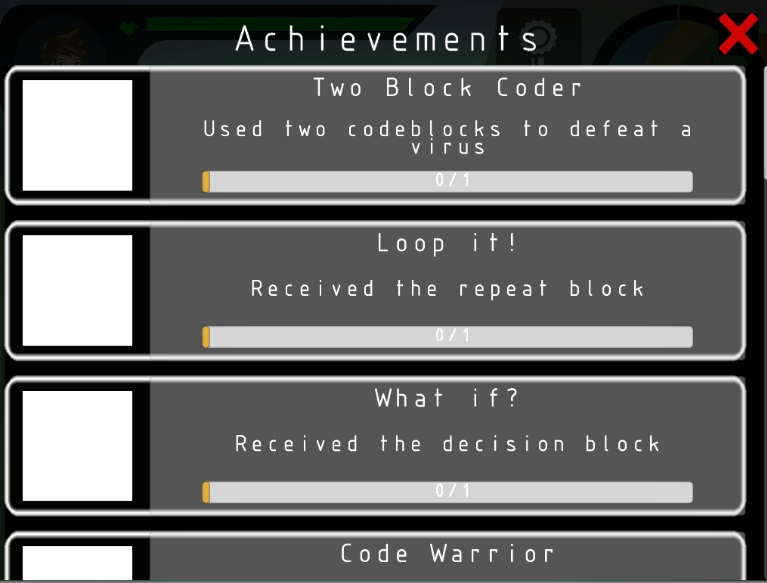 Achievements
Two Block Coder
Used two codeblocks to defeat a
virus
0/1
Loop it!
Received the repeat block
0/1
What if?
Received the decision block
0/1
Code Warrior